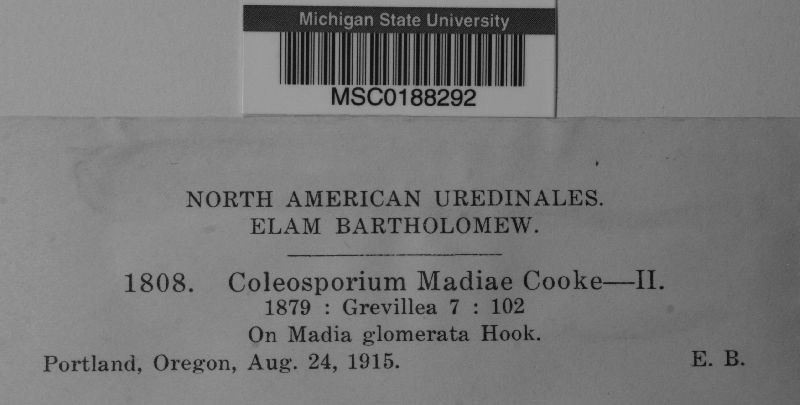 Michigan State University
MSC0188292
NORTH AMERICAN UREDINALES.
ELAM BARTHOLOMEW.
1808. Coleosporium Madiae Cooke—II.
1879 : Grevillea 7 : 102
On Madia glomerata Hook.
Portland, Oregon, Aug. 24, 1915. E. B.